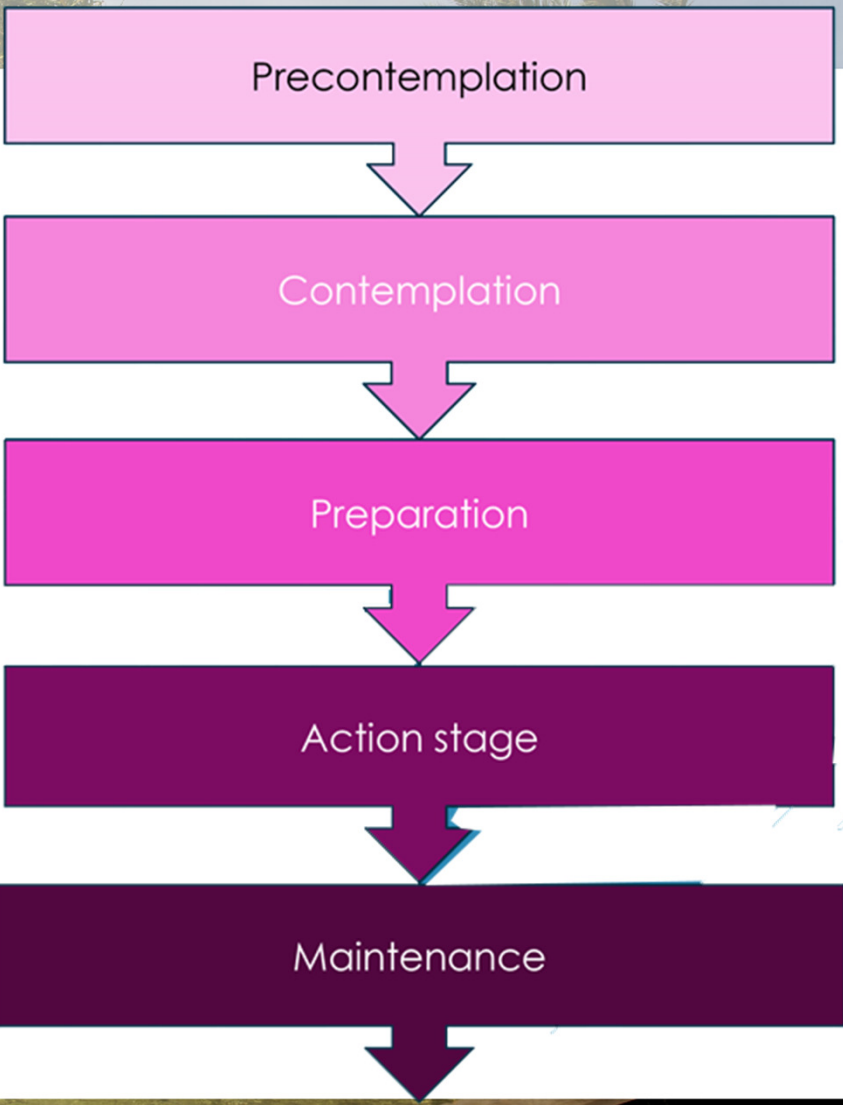 Precontemplation
Contemplation
Preparation
Action stage
Maintenance